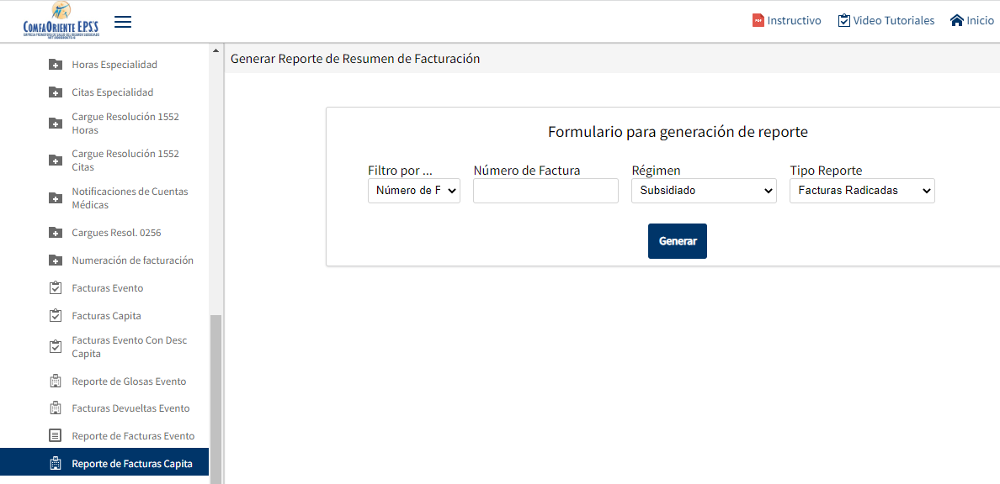 COMFAORIENTE EPS'S
Instructivo
Video Tutoriales
Inicio
Horas Especialidad
Citas Especialidad
Cargue Resolución 1552
Horas
Cargue Resolución 1552
Citas
Notificaciones de Cuentas
Médicas
Cargues Resol. 0256
Numeración de facturación
Facturas Evento
Facturas Capita
Facturas Evento Con Desc
Capita
Reporte de Glosas Evento
Facturas Devueltas Evento
Reporte de Facturas Evento
Reporte de Facturas Capita
Generar Reporte de Resumen de Facturación
Formulario para generación de reporte
Filtro por ...
Número de F
Número de Factura
Régimen
Subsidiado
Tipo Reporte
Facturas Radicadas
Generar